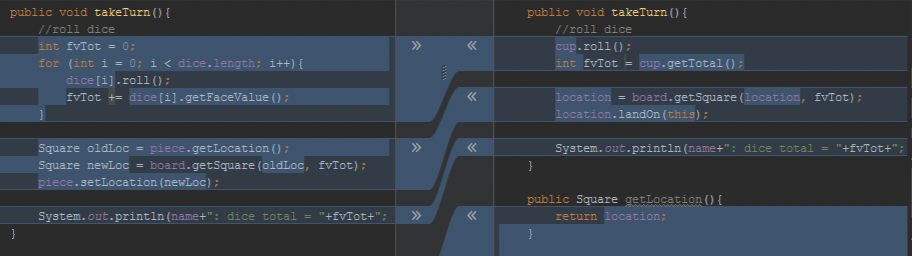 public void takeTurn(){
//roll dice
int fvTot = 0;
for (int i = 0; i < dice.length; i++){
dice[i].roll();
fvTot += dice[i].getFaceValue();
}
Square oldLoc = piece.getLocation();
Square newLoc = board.getSquare(oldLoc, fvTot);
piece.setLocation(newLoc);
System.out.println(name+": dice total = "+fvTot+";
}
public void takeTurn(){
//roll dice
cup.roll();
int fvTot = cup.getTotal();
location = board.getSquare(location, fvTot);
location.landOn(this);
System.out.println(name+": dice total = "+fvTot+";
}
public Square getLocation(){
return location;
}